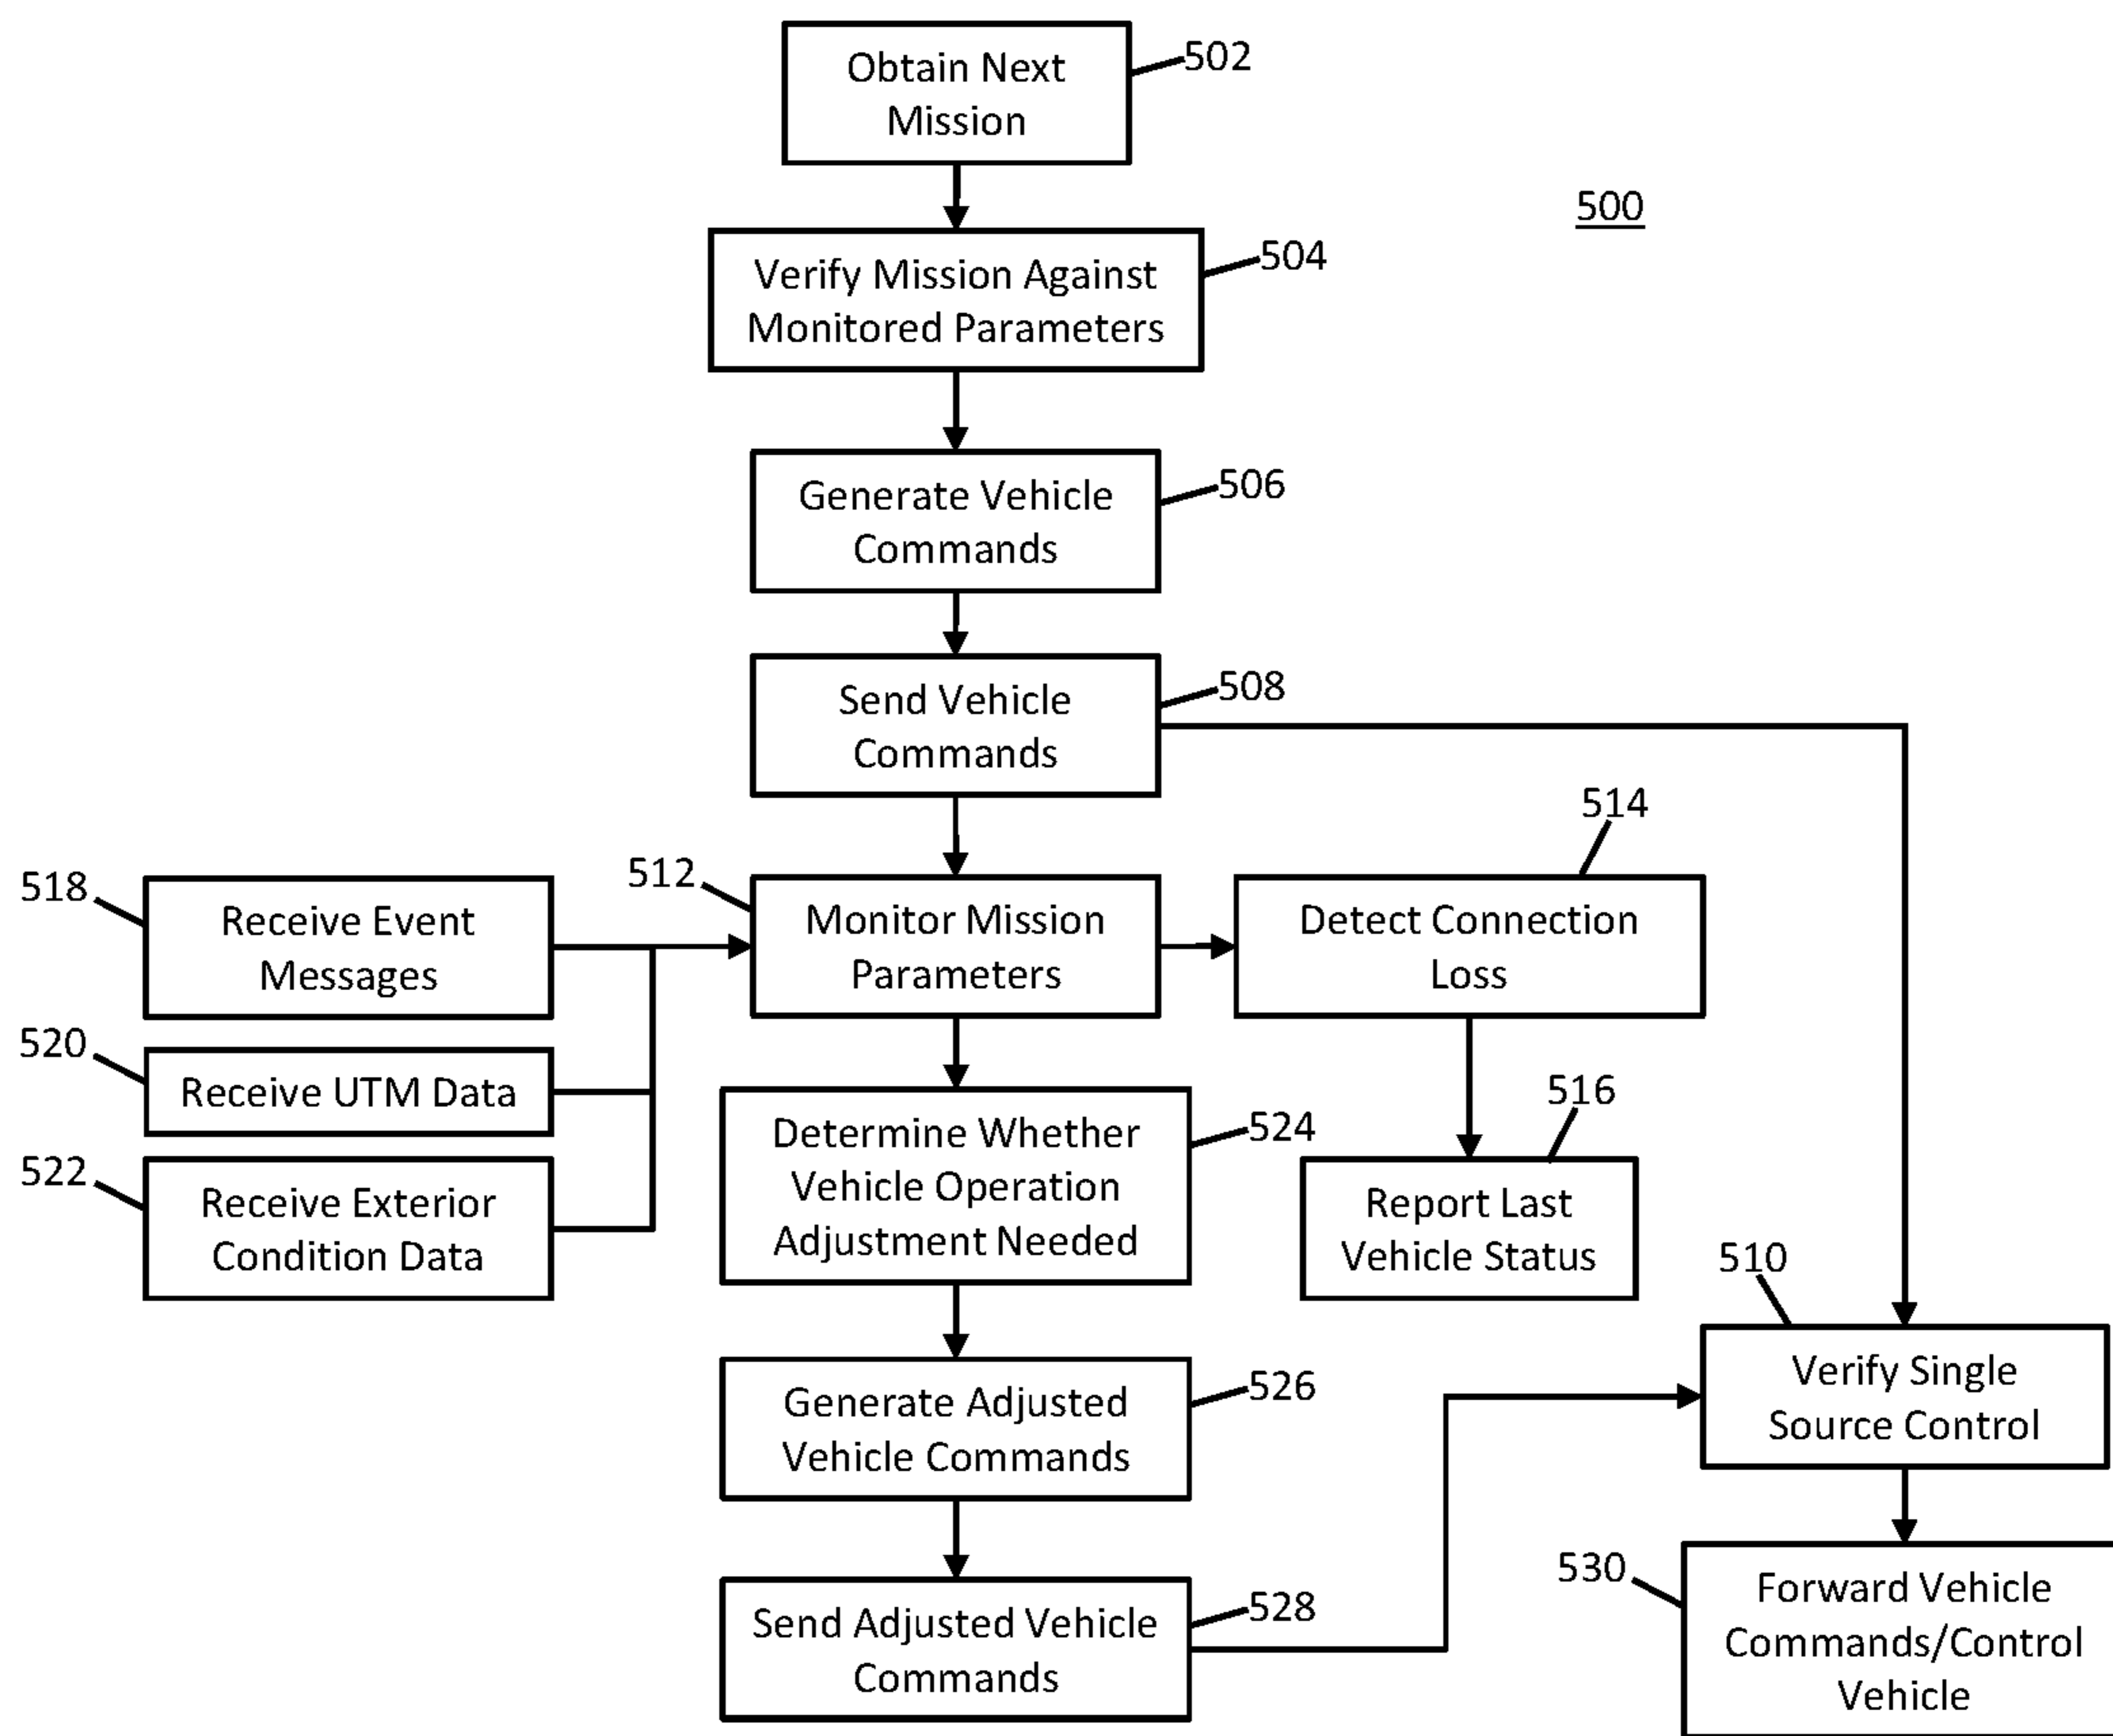 Obtain Next
Mission
502
500
Verify Mission Against
Monitored Parameters
504
Generate Vehicle
Commands
506
Send Vehicle
Commands
508
518
Receive Event
Messages
512
Monitor Mission
Parameters
514
Detect Connection
Loss
520
Receive UTM Data
522
Receive Exterior
Condition Data
Determine Whether
Vehicle Operation
Adjustment Needed
524
516
Report Last
Vehicle Status
510
Verify Single
Source Control
Generate Adjusted
Vehicle Commands
526
Send Adjusted Vehicle
Commands
528
530
Forward Vehicle
Commands/Control
Vehicle